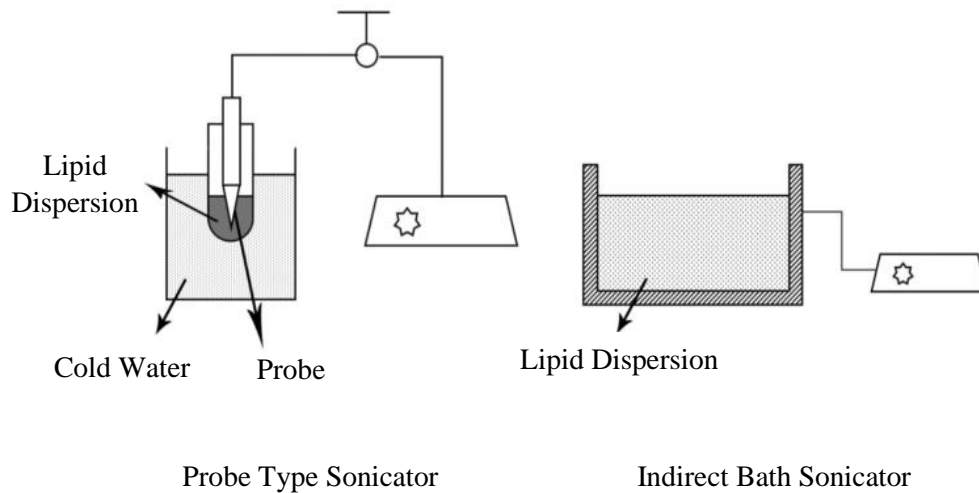 Lipid
Dispersion
Cold Water
Probe
Lipid Dispersion
Probe Type Sonicator
Indirect Bath Sonicator